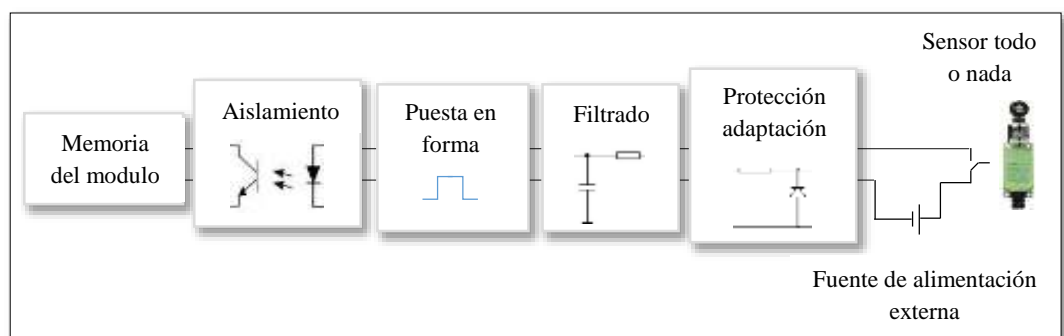 Sensor todo
o nada
Memoria
del modulo
Aislamiento
Puesta en
forma
Filtrado
Protección
adaptación
Fuente de alimentación
externa